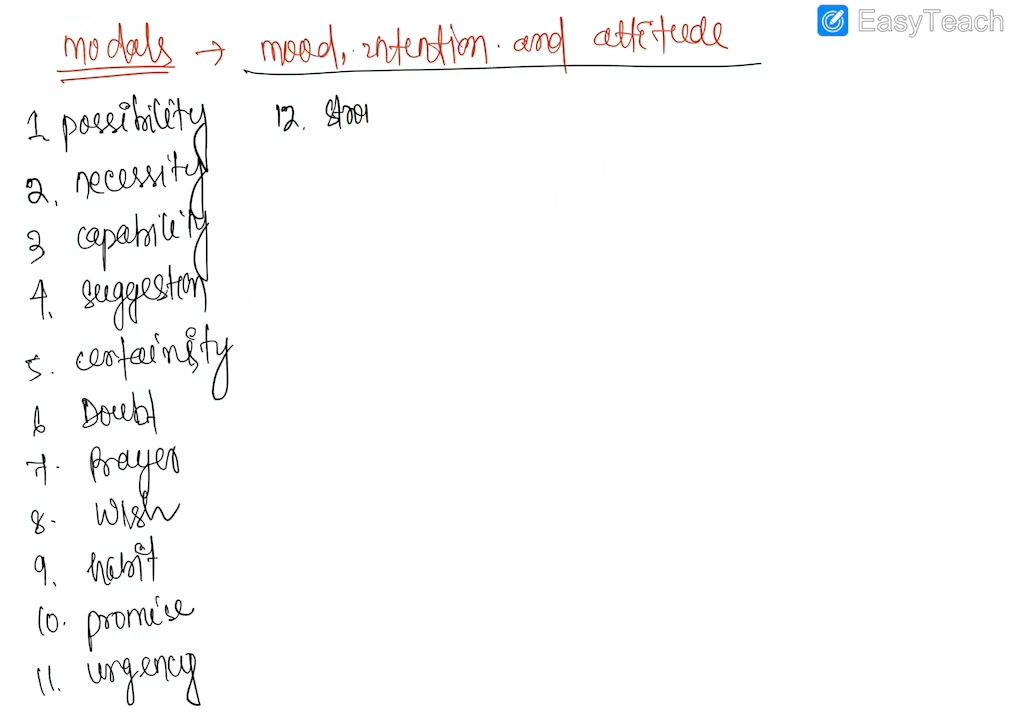 EasyTeach
modals → mood, intention. and attitude
1 possibility
2. necessity
3 capability
4. suggestion
5. certainity
6 Doubt
7. Prayer
8. Wish
9. habit
10. promise
11. urgency
12. stro